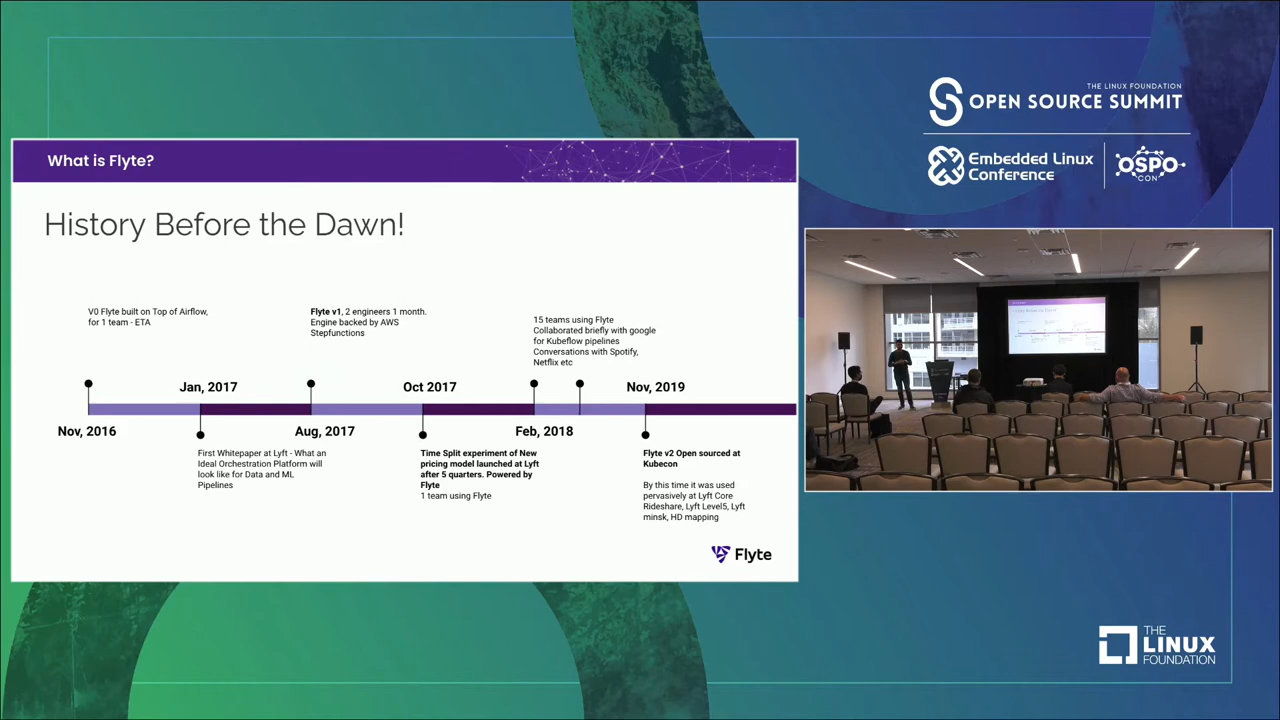 THE LINUX FOUNDATION
OPEN SOURCE SUMMIT
Embedded Linux
Conference
OSPO
CON
What is Flyte?
History Before the Dawn!
V0 Flyte built on Top of Airflow,
for 1 team - ETA
Flyte v1, 2 engineers 1 month.
Engine backed by AWS
Stepfunctions
15 teams using Flyte
Collaborated briefly with google
for Kubeflow pipelines
Conversations with Spotify,
Netflix etc
Jan, 2017
Oct 2017
Nov, 2019
Nov, 2016
Aug, 2017
Feb, 2018
First Whitepaper at Lyft - What an
Ideal Orchestration Platform will
look like for Data and ML
Pipelines
Time Split experiment of New
pricing model launched at Lyft
after 5 quarters. Powered by
Flyte
1 team using Flyte
Flyte v2 Open sourced at
Kubecon
By this time it was used
pervasively at Lyft Core
Rideshare, Lyft Level5, Lyft
minsk, HD mapping
Flyte
THE
LINUX
FOUNDATION